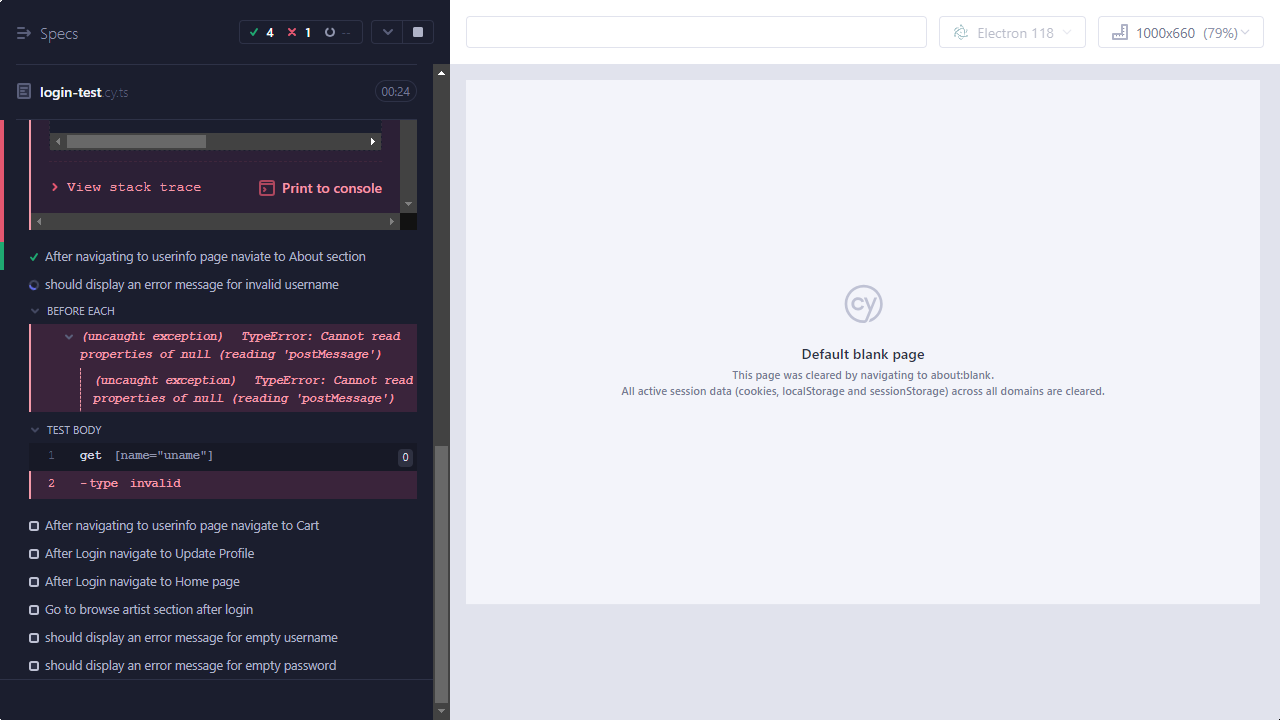 Specs
4 1 --
Electron 118
1000x660 (79%)
login-test.cy.ts
00:24
View stack trace
Print to console
After navigating to userinfo page naviate to About section
should display an error message for invalid username
BEFORE EACH
(uncaught exception) TypeError: Cannot read
properties of null (reading 'postMessage')
(uncaught exception) TypeError: Cannot read
properties of null (reading 'postMessage')
TEST BODY
1 get [name="uname"] 0
2 -type invalid
After navigating to userinfo page navigate to Cart
After Login navigate to Update Profile
After Login navigate to Home page
Go to browse artist section after login
should display an error message for empty username
should display an error message for empty password
cy
Default blank page
This page was cleared by navigating to about:blank.
All active session data (cookies, localStorage and sessionStorage) across all domains are cleared.